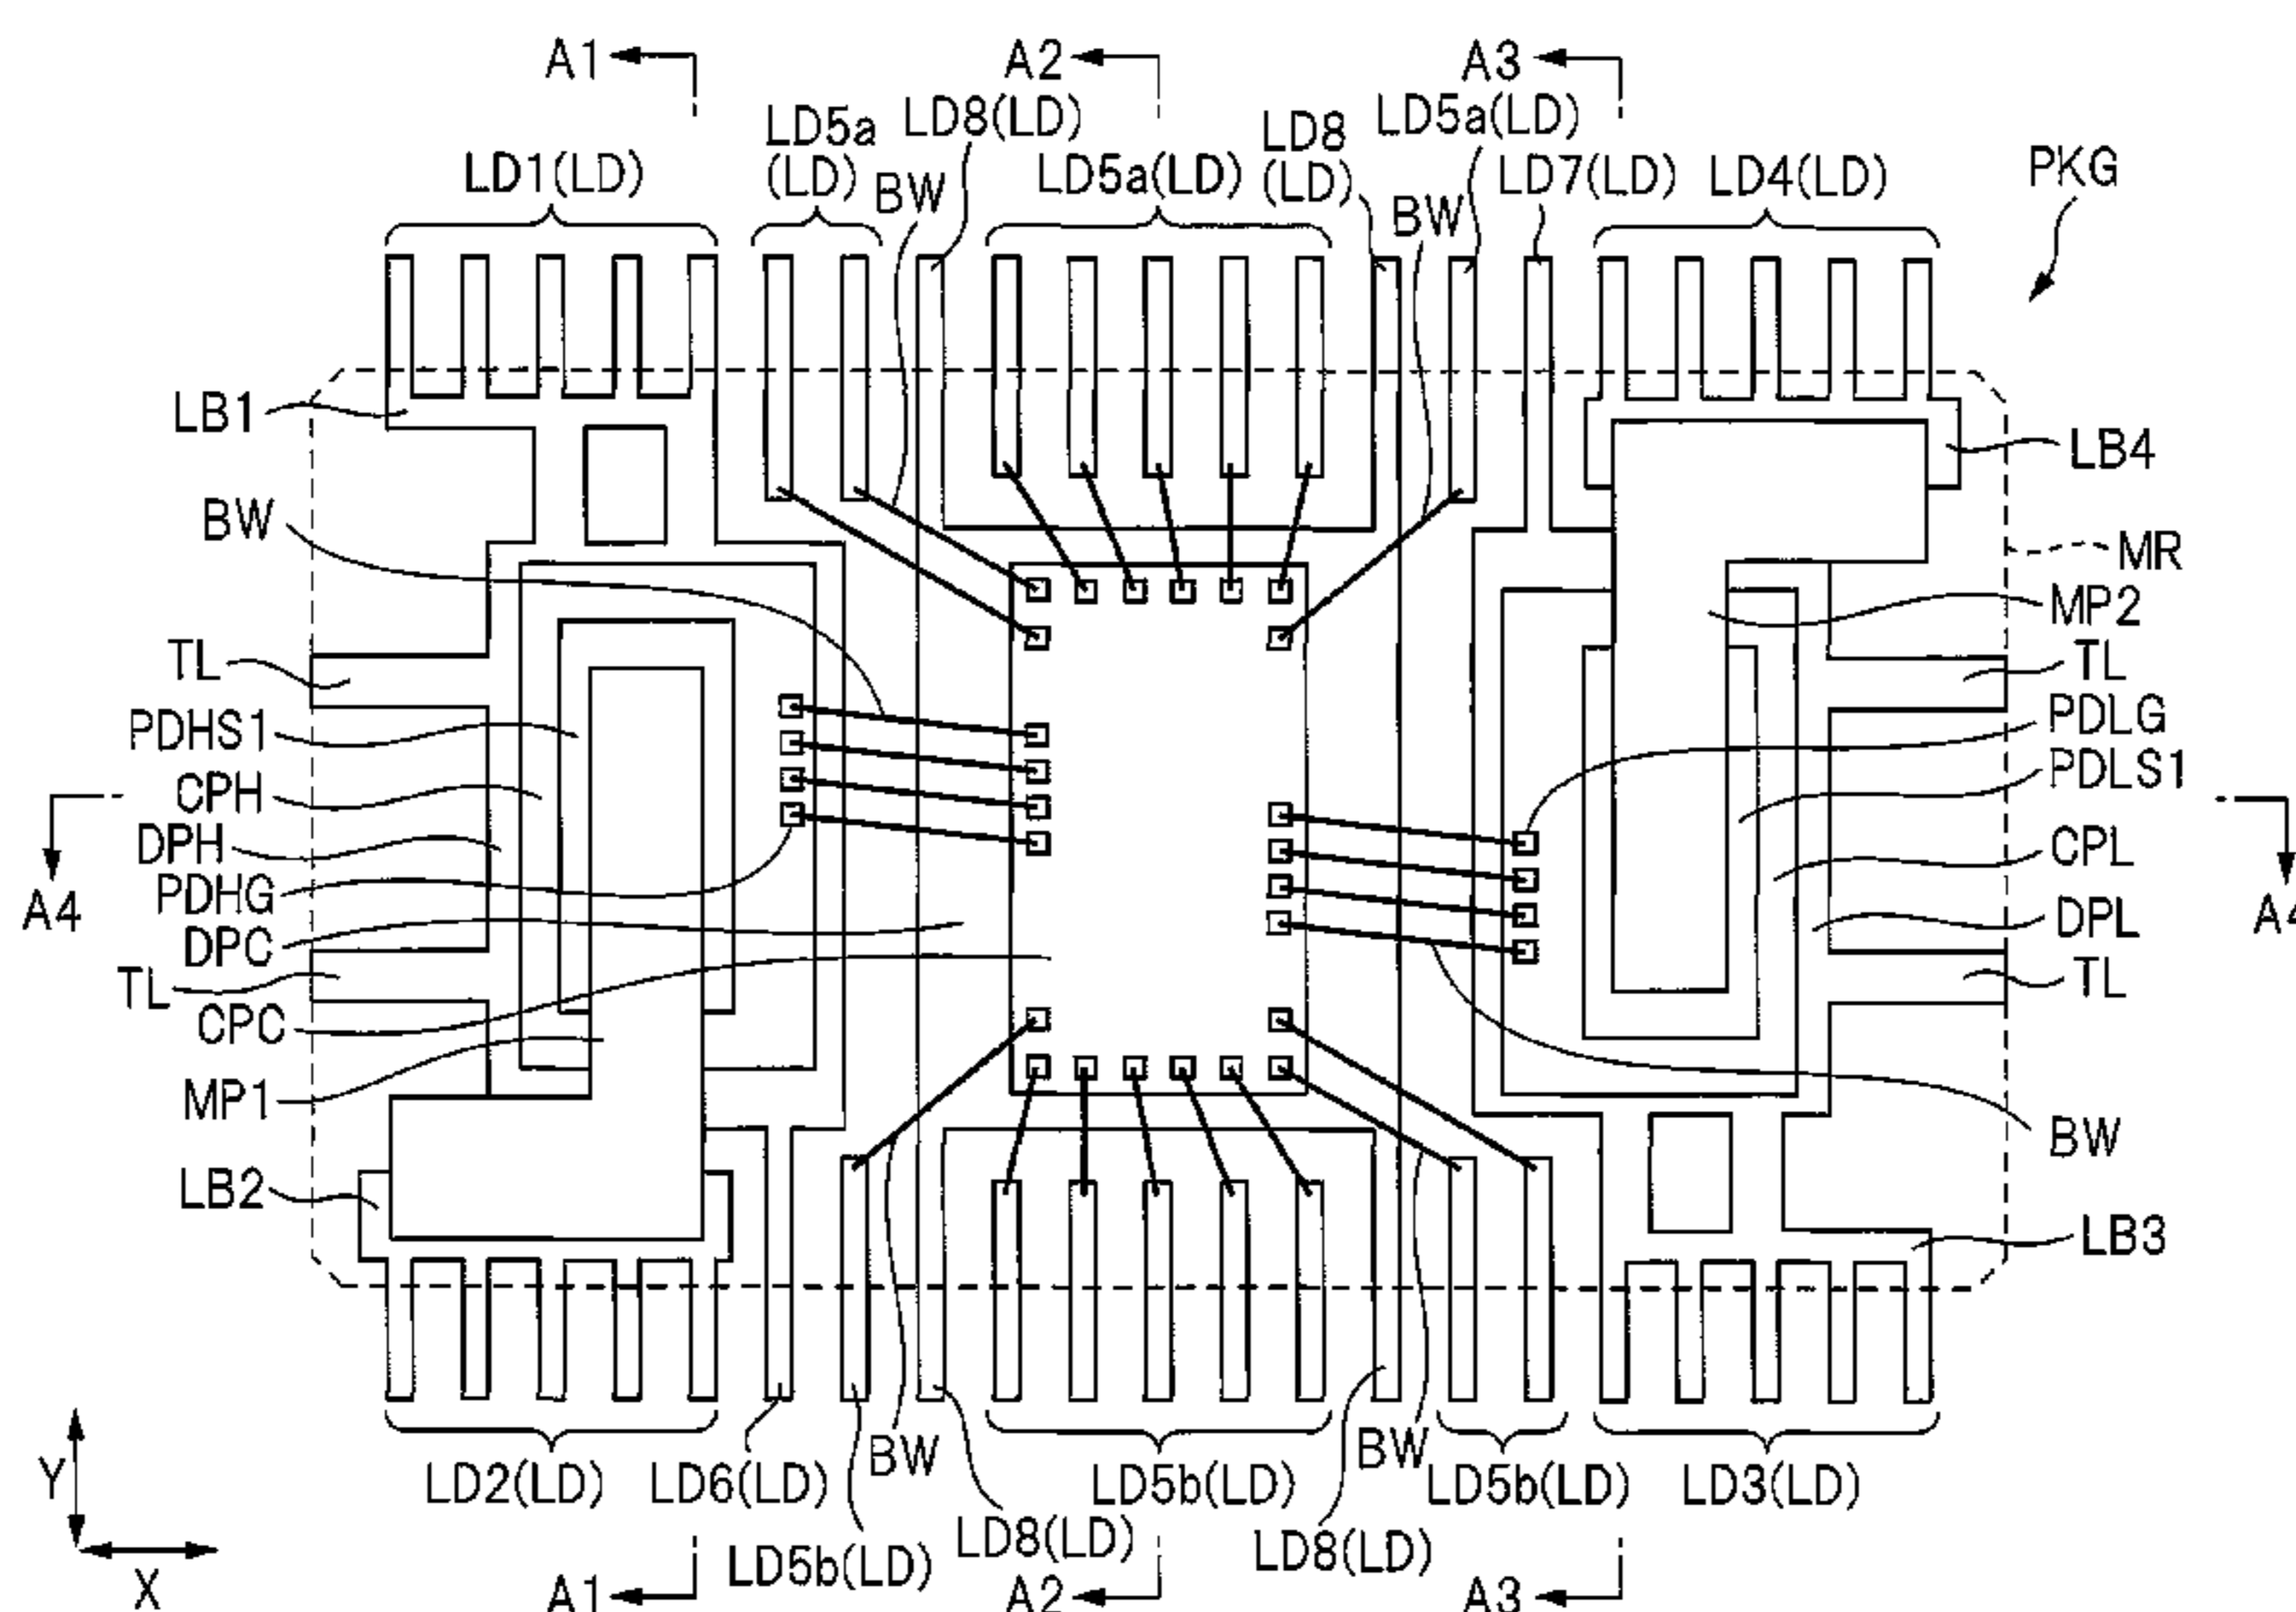 A1
A2
A3
LD5a
(LD)
LD8(LD)
LD8
(LD)
LD5a(LD)
LD1(LD)
BW
LD5a(LD)
BW
LD7(LD)
LD4(LD)
PKG
LB1
LB4
BW
MR
MP2
TL
TL
PDHS1
PDLG
CPH
PDLS1
DPH
CPL
A4
PDHG
DPL
A4
DPC
TL
TL
CPC
MP1
BW
LB2
LB3
BW
BW
Y
X
LD2(LD)
LD6(LD)
LD5b(LD)
LD5b(LD)
LD3(LD)
LD8(LD)
LD8(LD)
LD5b(LD)
A1
A2
A3